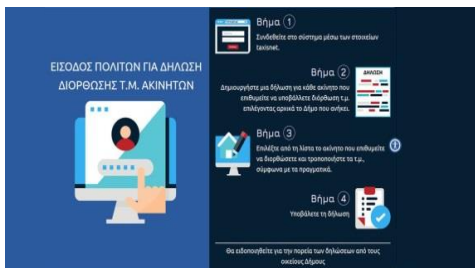 ΕΙΣΟΔΟΣ ΠΟΛΙΤΩΝ ΓΙΑ ΔΗΛΩΣΗ
ΔΙΟΡΘΩΣΗΣ Τ.Μ. ΑΚΙΝΗΤΩΝ
Βήμα 1
Συνδεθείτε στο σύστημα μέσω των στοιχείων
taxisnet.
Βήμα 2
Δημιουργήστε μια δήλωση για κάθε ακίνητο που
επιθυμείτε να υποβάλλετε διόρθωση τ.μ.
επιλέγοντας αρχικά το Δήμο που ανήκει.
ΔΗΛΩΣΗ
Βήμα 3
Επιλέξτε από τη λίστα το ακίνητο που επιθυμείτε
να διορθώσετε και τροποποιήστε τα τ.μ.,
σύμφωνα με τα πραγματικά.
Βήμα 4
Υποβάλετε τη δήλωση
Θα ειδοποιηθείτε για την πορεία των δηλώσεων από τους
οικείους Δήμους